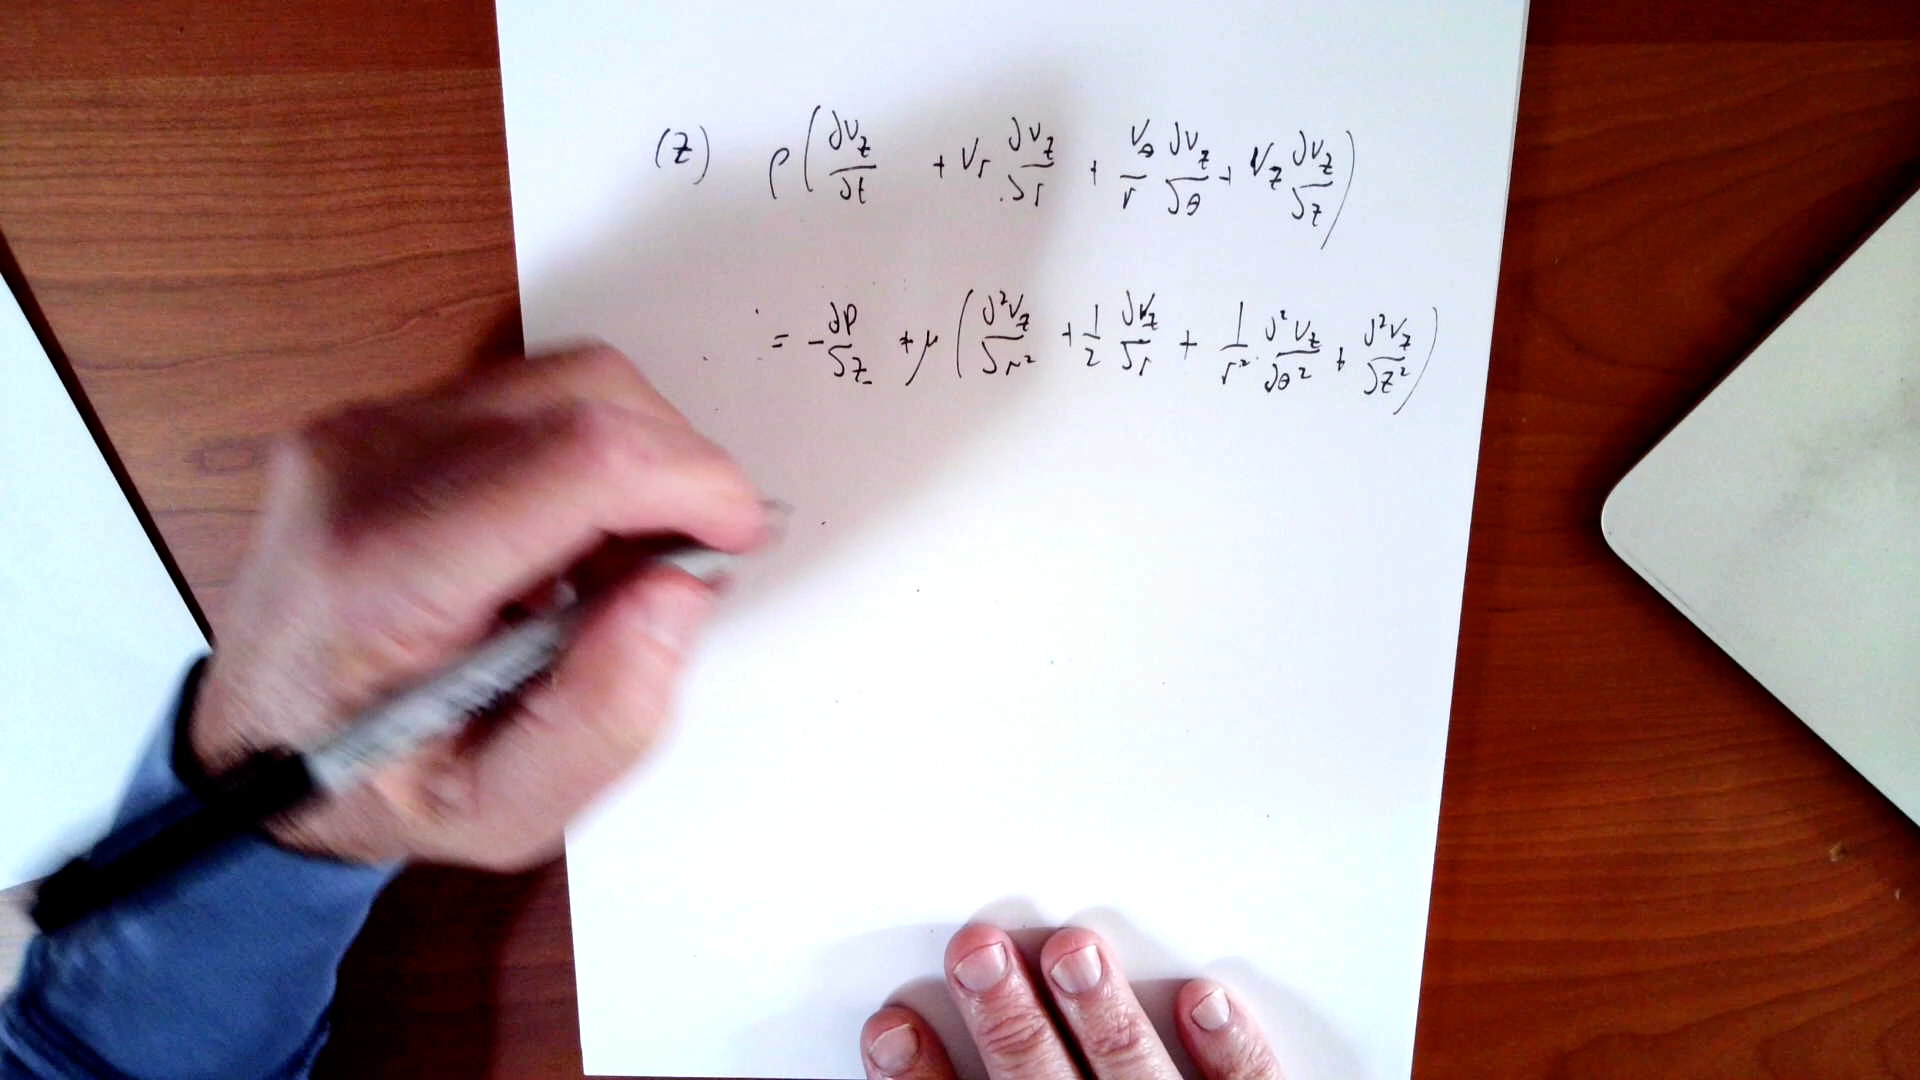 (z) ρ(∂v_z/∂t + v_r ∂v_z/∂r + v_θ/r ∂v_z/∂θ + v_z ∂v_z/∂z)
= -∂p/∂z + μ(∂²v_z/∂r² + 1/2 ∂v_z/∂r + 1/r² ∂²v_z/∂θ² + ∂²v_z/∂z²)